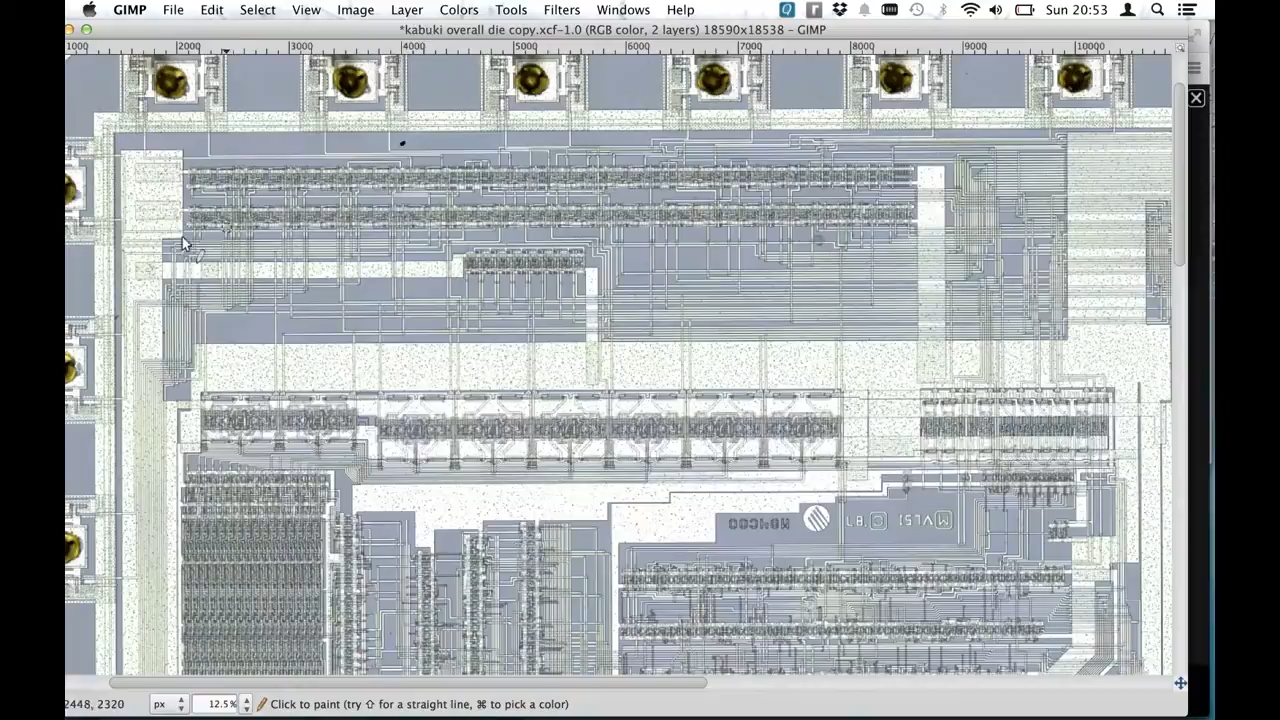 GIMP File Edit Select View Image Layer Colors Tools Filters Windows Help Sun 20:53
*kabuki overall die copy.xcf-1.0 (RGB color, 2 layers) 18590x18538 – GIMP
1000 2000 3000 4000 5000 6000 7000 8000 9000 10000
VLSI C '87
2448, 2320 px 12.5% Click to paint (try ⇧ for a straight line, ⌘ to pick a color)